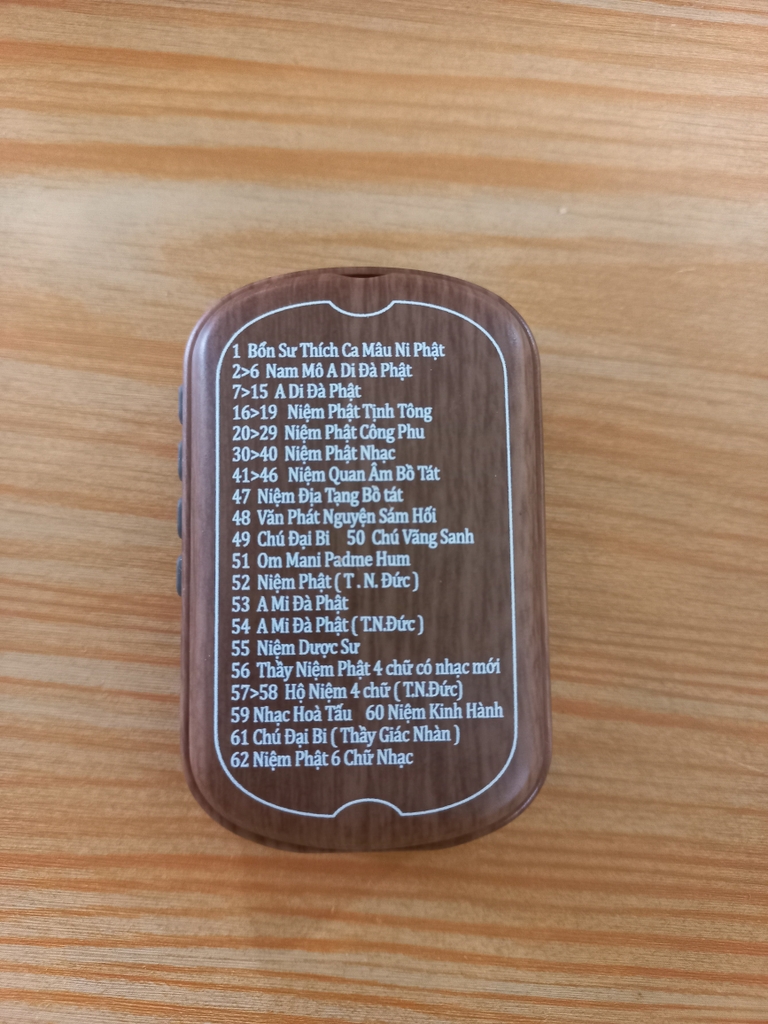 1 Bổn Sư Thích Ca Mâu Ni Phật
2>6 Nam Mô A Di Đà Phật
7>15 A Di Đà Phật
16>19 Niệm Phật Tịnh Tông
20>29 Niệm Phật Công Phu
30>40 Niệm Phật Nhạc
41>46 Niệm Quan Âm Bồ Tát
47 Niệm Địa Tạng Bồ tát
48 Văn Phát Nguyện Sám Hối
49 Chú Đại Bi 50 Chú Vãng Sanh
51 Om Mani Padme Hum
52 Niệm Phật ( T . N. Đức )
53 A Mi Đà Phật
54 A Mi Đà Phật ( T.N.Đức )
55 Niệm Dược Sư
56 Thầy Niệm Phật 4 chữ có nhạc mới
57>58 Hộ Niệm 4 chữ ( T.N.Đức)
59 Nhạc Hoà Tấu 60 Niệm Kinh Hành
61 Chú Đại Bi ( Thầy Giác Nhàn )
62 Niệm Phật 6 Chữ Nhạc